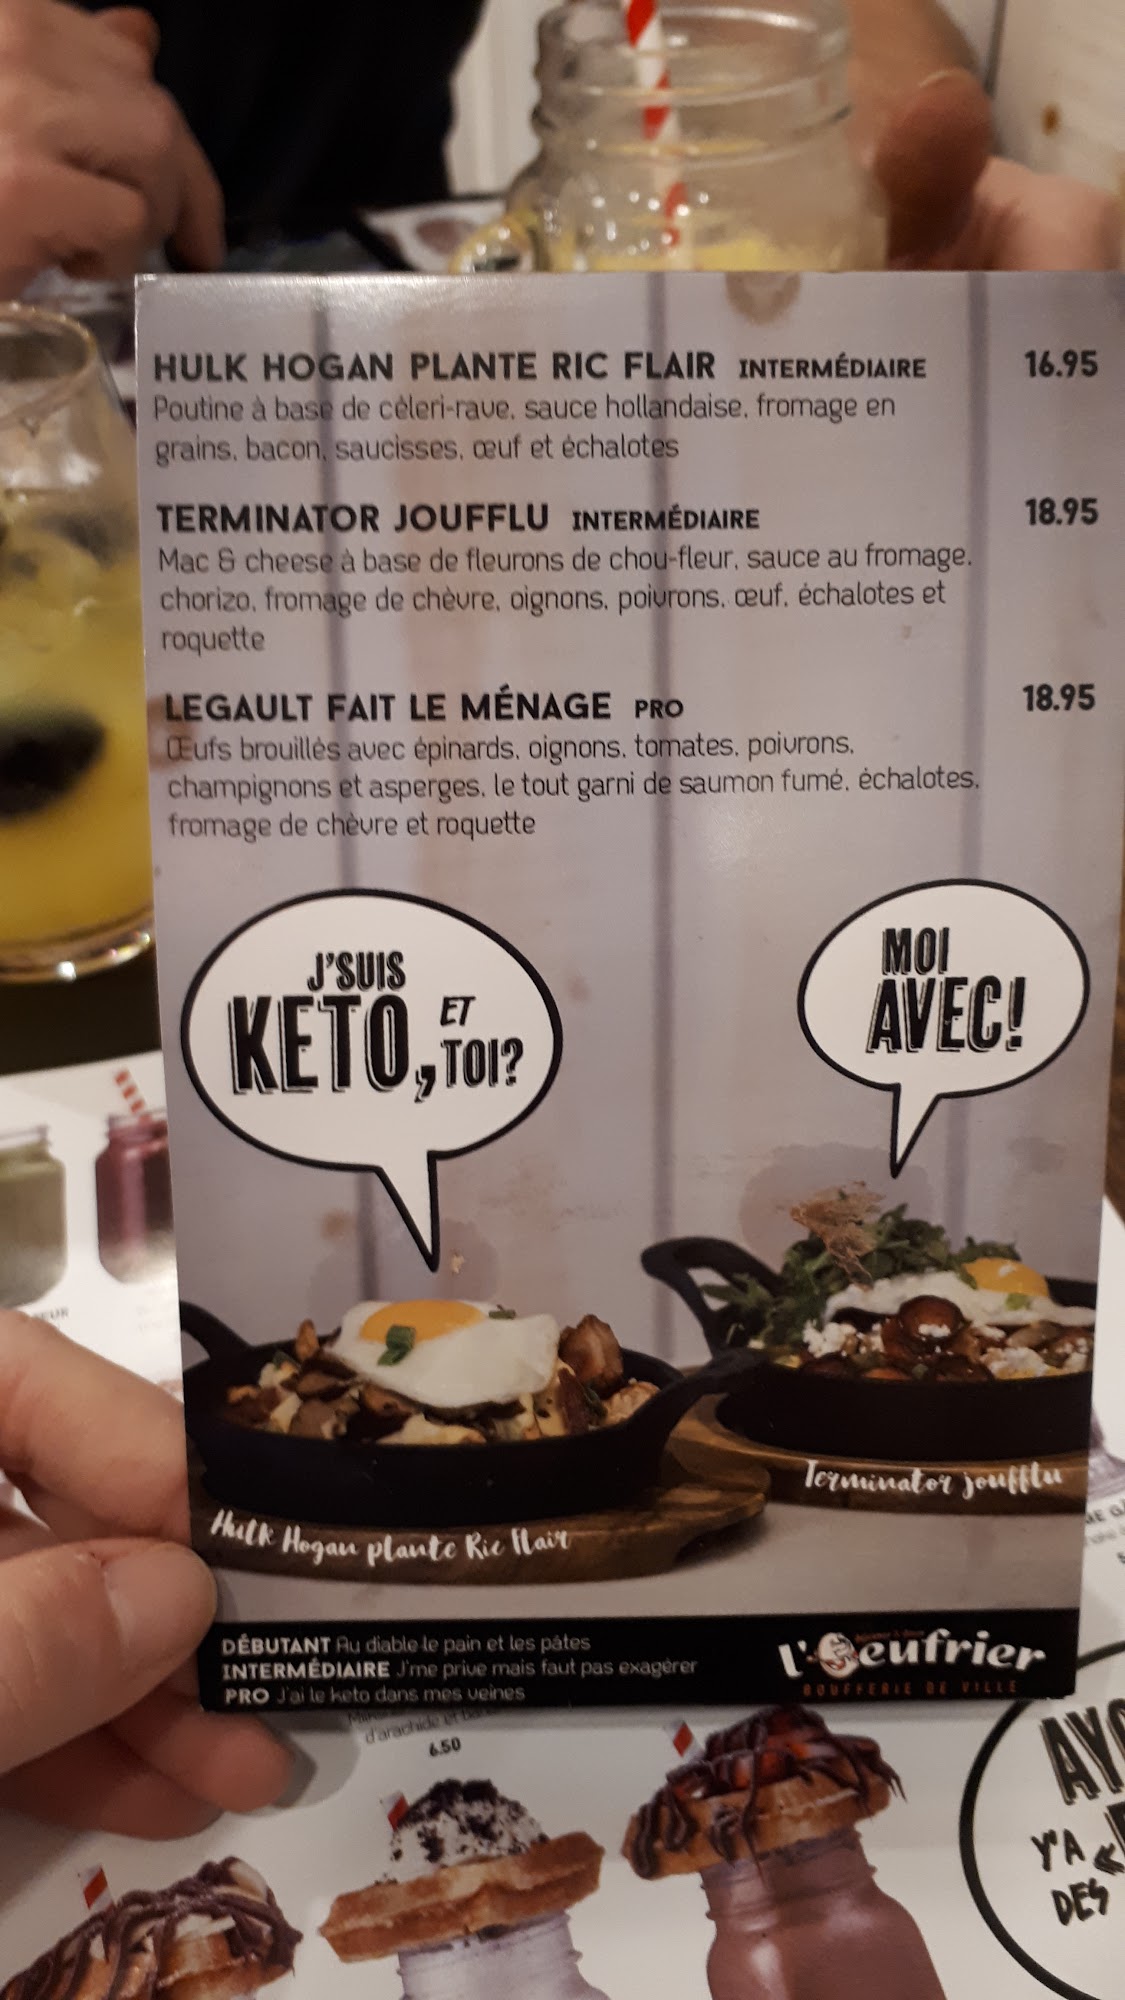 HULK HOGAN PLANTE RIC FLAIR INTERMÉDIAIRE 16.95
Poutine à base de céleri-rave, sauce hollandaise, fromage en
grains, bacon, saucisses, œuf et échalotes
TERMINATOR JOUFFLU INTERMÉDIAIRE 18.95
Mac & cheese à base de fleurons de chou-fleur, sauce au fromage,
chorizo, fromage de chèvre, oignons, poivrons, œuf, échalotes et
roquette
LEGAULT FAIT LE MÉNAGE PRO 18.95
Œufs brouillés avec épinards, oignons, tomates, poivrons,
champignons et asperges, le tout garni de saumon fumé, échalotes,
fromage de chèvre et roquette
J'SUIS
KETO, ET
TOI?
MOI
AVEC!
Terminator joufflu
Hulk Hogan plante Ric Flair
DÉBUTANT Au diable le pain et les pâtes
INTERMÉDIAIRE J'me prive mais faut pas exagérer
PRO J'ai le keto dans mes veines
l'Oeufrier
BOUFFERIE DE VILLE
d'arachide et
6.50
Y'A
DES